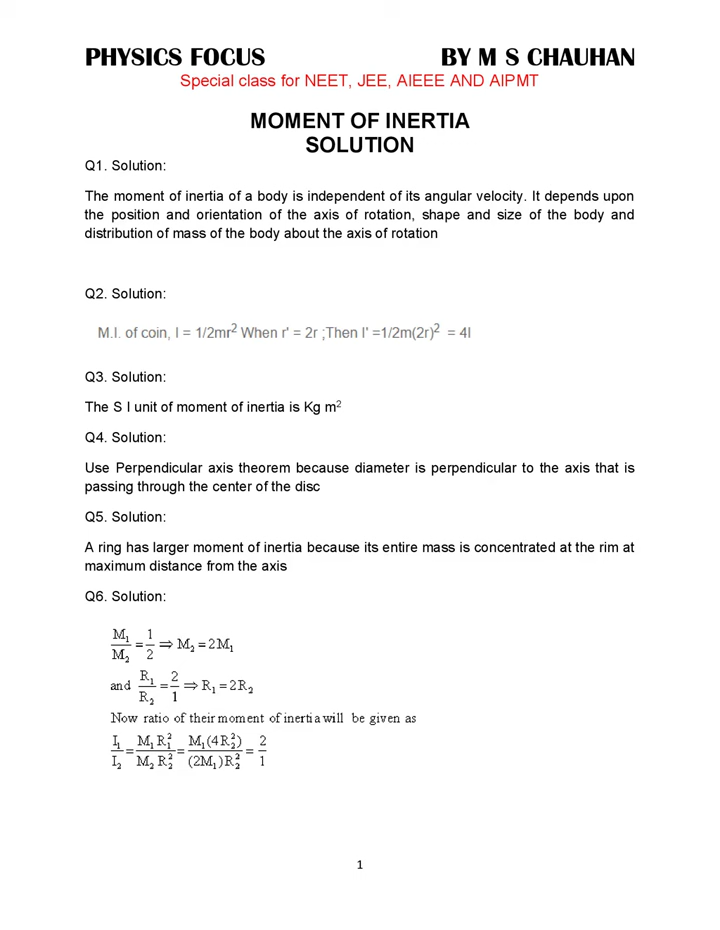 PHYSICS FOCUS BY M S CHAUHAN
Special class for NEET, JEE, AIEEE AND AIPMT
MOMENT OF INERTIA
SOLUTION
Q1. Solution:
The moment of inertia of a body is independent of its angular velocity. It depends upon
the position and orientation of the axis of rotation, shape and size of the body and
distribution of mass of the body about the axis of rotation
Q2. Solution:
M.I. of coin, I = 1/2mr² When r' = 2r ;Then I' =1/2m(2r)² = 4I
Q3. Solution:
The S I unit of moment of inertia is Kg m²
Q4. Solution:
Use Perpendicular axis theorem because diameter is perpendicular to the axis that is
passing through the center of the disc
Q5. Solution:
A ring has larger moment of inertia because its entire mass is concentrated at the rim at
maximum distance from the axis
Q6. Solution:
M₁/M₂ = 1/2 ⇒ M₂ = 2M₁
and R₁/R₂ = 2/1 ⇒ R₁ = 2R₂
Now ratio of their moment of inertia will be given as
I₁/I₂ = M₁R₁²/M₂R₂² = M₁(4R₂²)/(2M₁)R₂² = 2/1
1